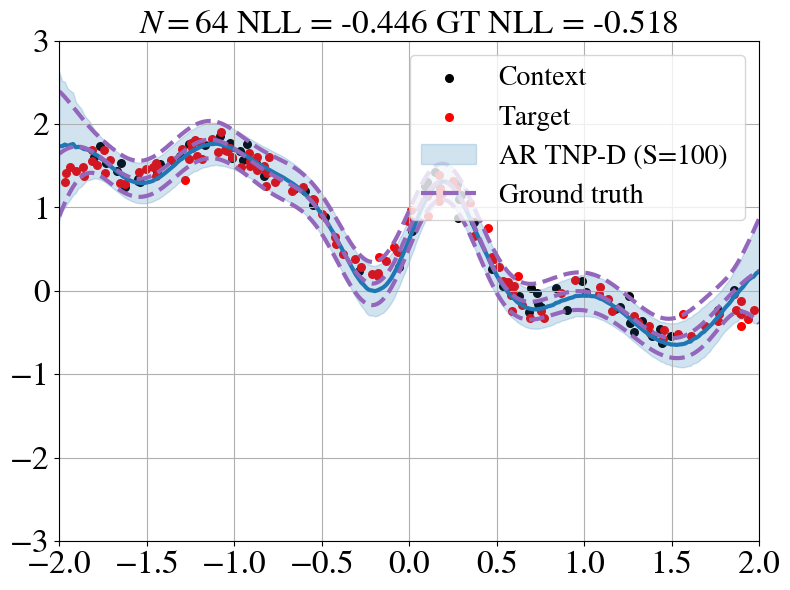 N = 64 NLL = -0.446 GT NLL = -0.518
Context
Target
AR TNP-D (S=100)
Ground truth
3
2
1
0
−1
−2
−3
−2.0 −1.5 −1.0 −0.5 0.0 0.5 1.0 1.5 2.0